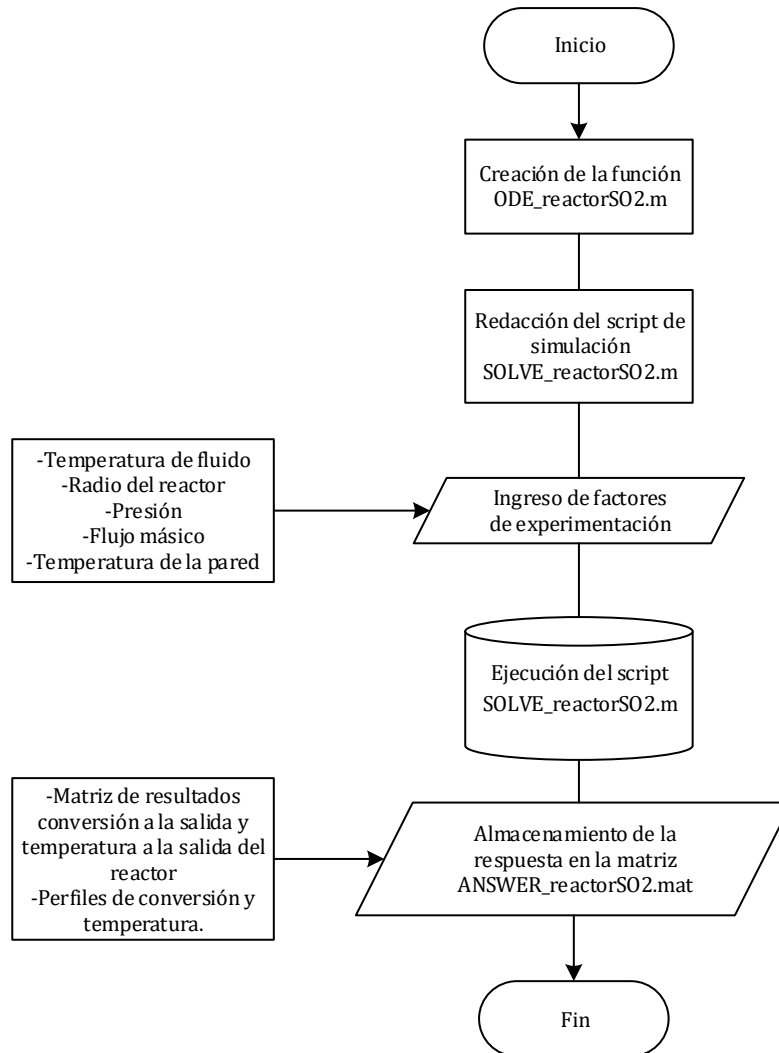 Inicio
Creación de la función
ODE_reactorSO2.m
Redacción del script de
simulación
SOLVE_reactorSO2.m
-Temperatura de fluido
-Radio del reactor
-Presión
-Flujo másico
-Temperatura de la pared
Ingreso de factores
de experimentación
Ejecución del script
SOLVE_reactorSO2.m
-Matriz de resultados
conversión a la salida y
temperatura a la salida del
reactor
-Perfiles de conversión y
temperatura.
Almacenamiento de la
respuesta en la matriz
ANSWER_reactorSO2.mat
Fin